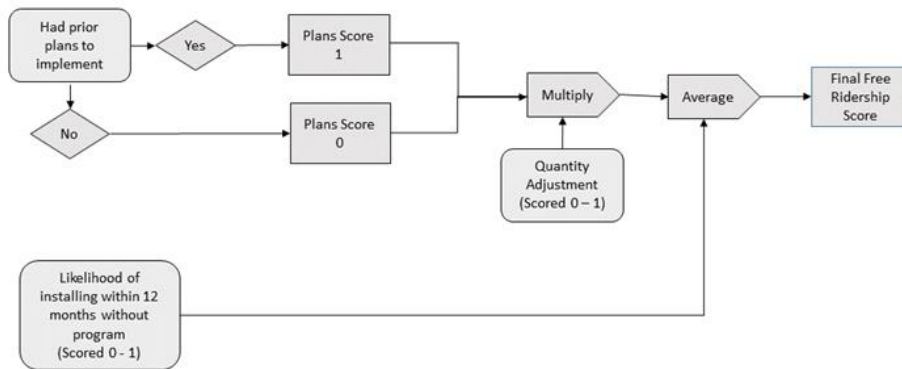 Had prior
plans to
implement
Yes
Plans Score
1
No
Plans Score
0
Multiply
Average
Final Free
Ridership
Score
Quantity
Adjustment
(Scored 0 – 1)
Likelihood of
installing within 12
months without
program
(Scored 0 - 1)